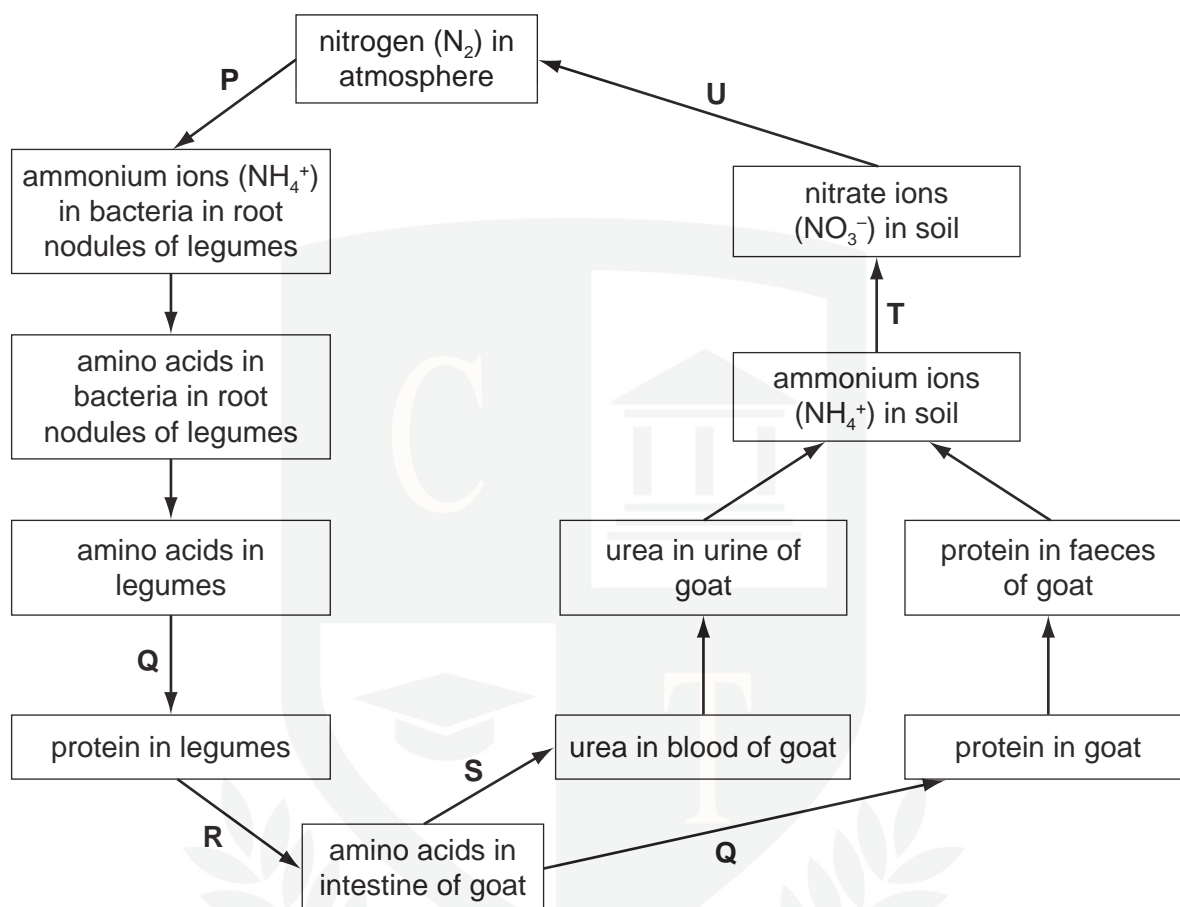 nitrogen (N₂) in
atmosphere
P
U
ammonium ions (NH₄⁺)
in bacteria in root
nodules of legumes
nitrate ions
(NO₃⁻) in soil
T
amino acids in
bacteria in root
nodules of legumes
ammonium ions
(NH₄⁺) in soil
C
amino acids in
legumes
urea in urine of
goat
protein in faeces
of goat
Q
T
protein in legumes
urea in blood of goat
protein in goat
S
R
Q
amino acids in
intestine of goat